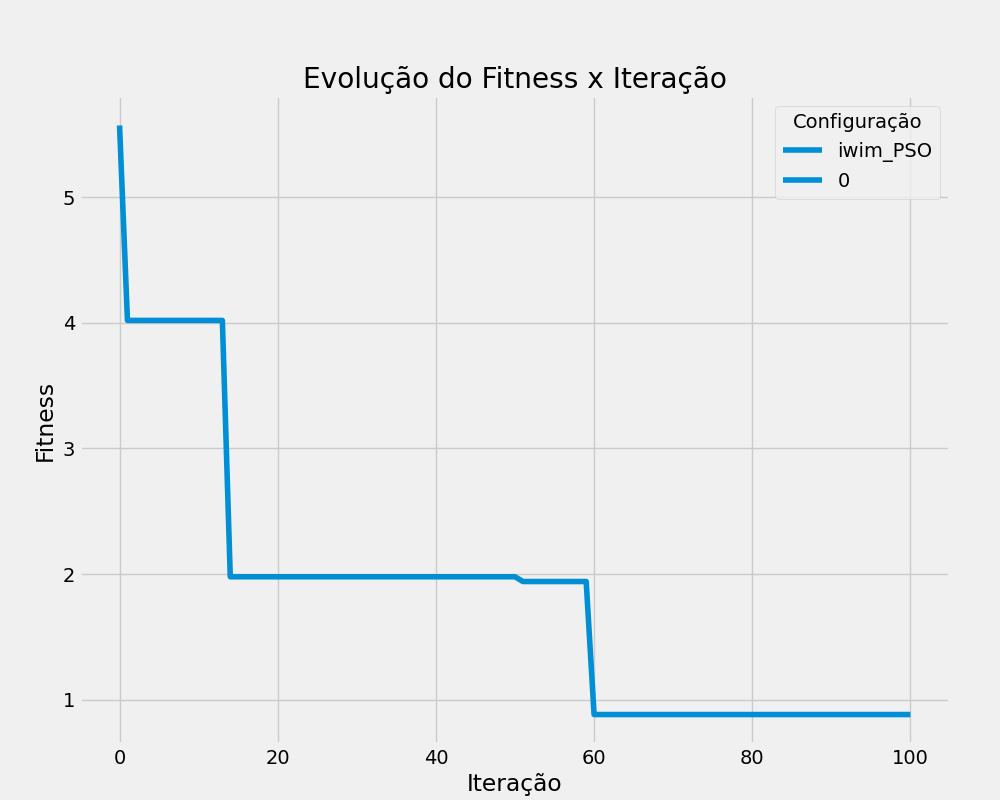 Evolução do Fitness x Iteração
Configuração
iwim_PSO
0
Fitness
5
4
3
2
1
0 20 40 60 80 100
Iteração